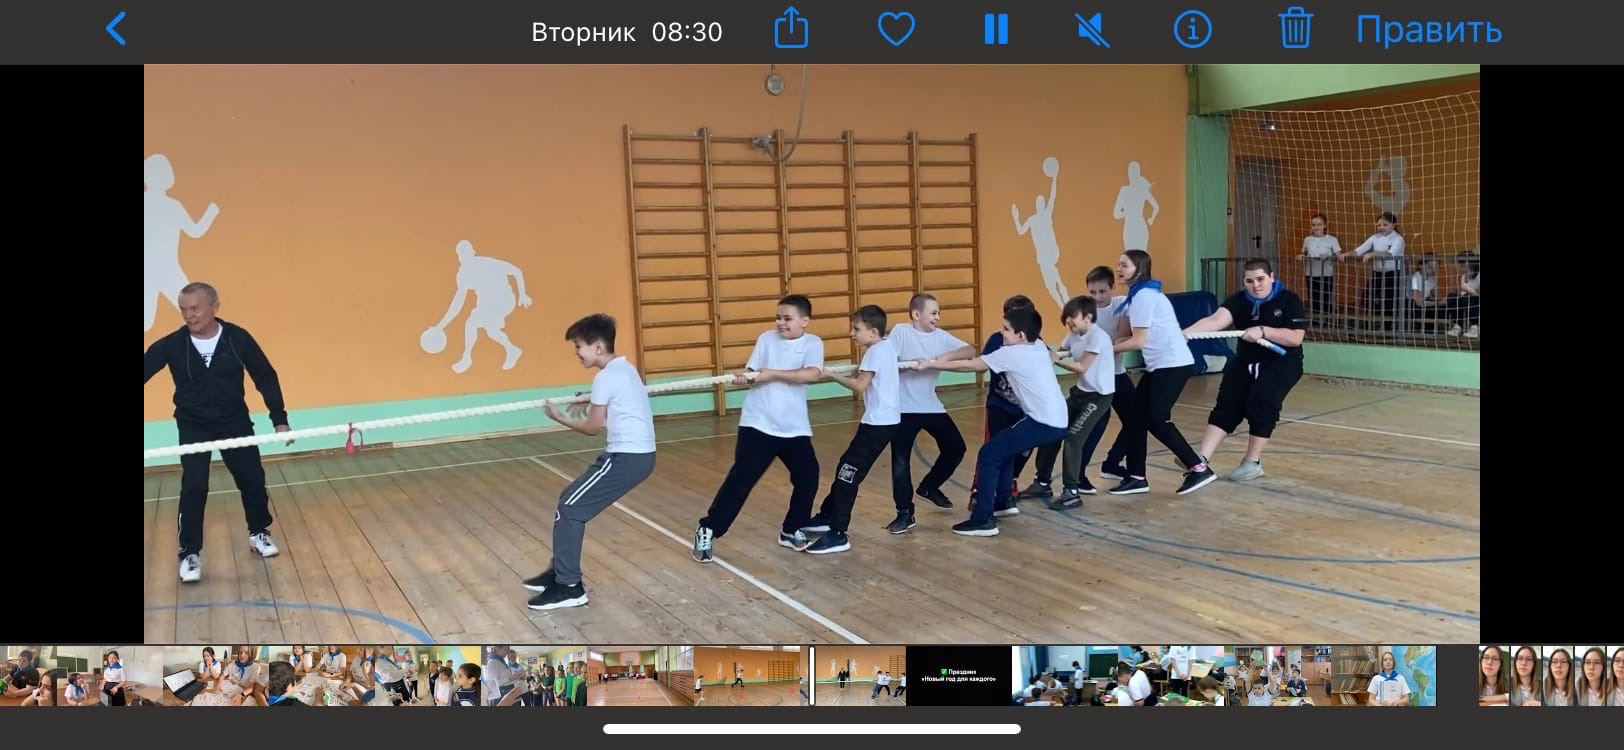 Вторник 08:30
Править
Праздник
«Новый год для каждого»